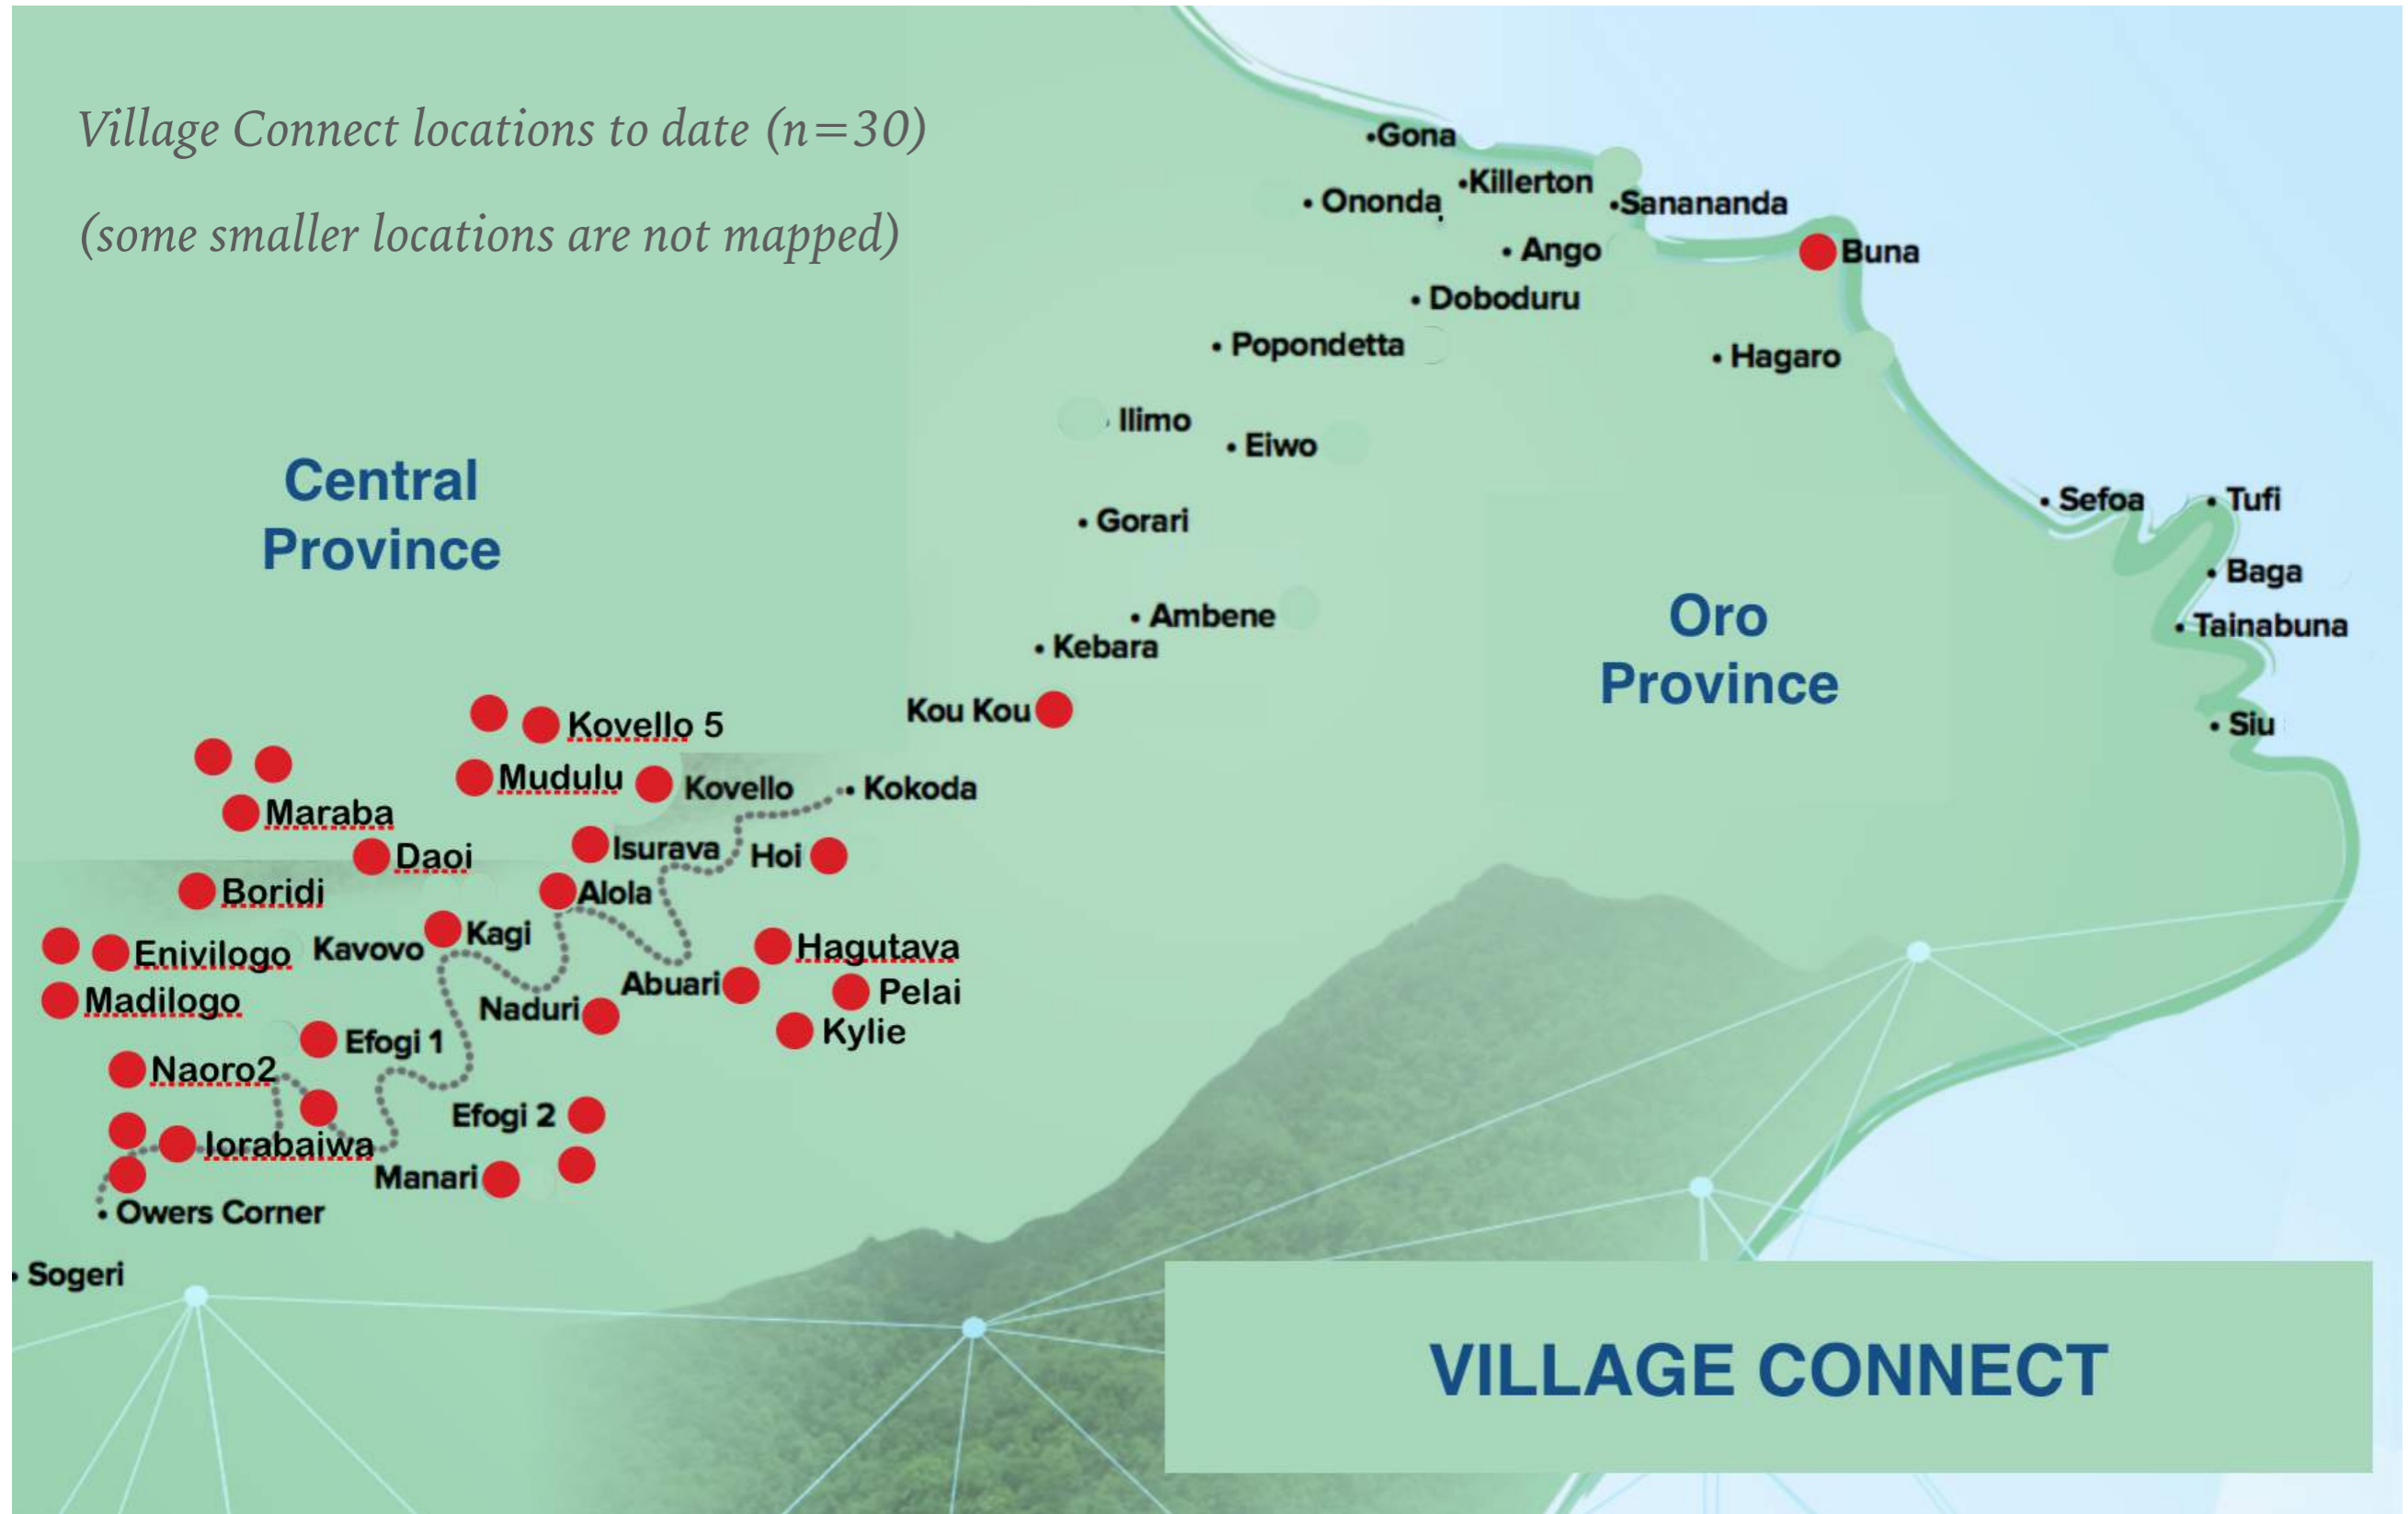 Village Connect locations to date (n=30)
(some smaller locations are not mapped)
Gona
Killerton
Ononda
Sanananda
Ango
Buna
Doboduru
Popondetta
Hagaro
Ilimo
Eiwo
Central
Province
Sefoa
Tufi
Gorari
Baga
Oro
Province
Ambene
Tainabuna
Kebara
Kou Kou
Kovello 5
Siu
Mudulu
Kovello
Kokoda
Maraba
Isurava
Hoi
Daoi
Boridi
Alola
Kagi
Kavovo
Enivilogo
Hagutava
Abuari
Pelai
Madilogo
Naduri
Kylie
Efogi 1
Naoro2
Efogi 2
Iorabaiwa
Manari
Owers Corner
Sogeri
VILLAGE CONNECT